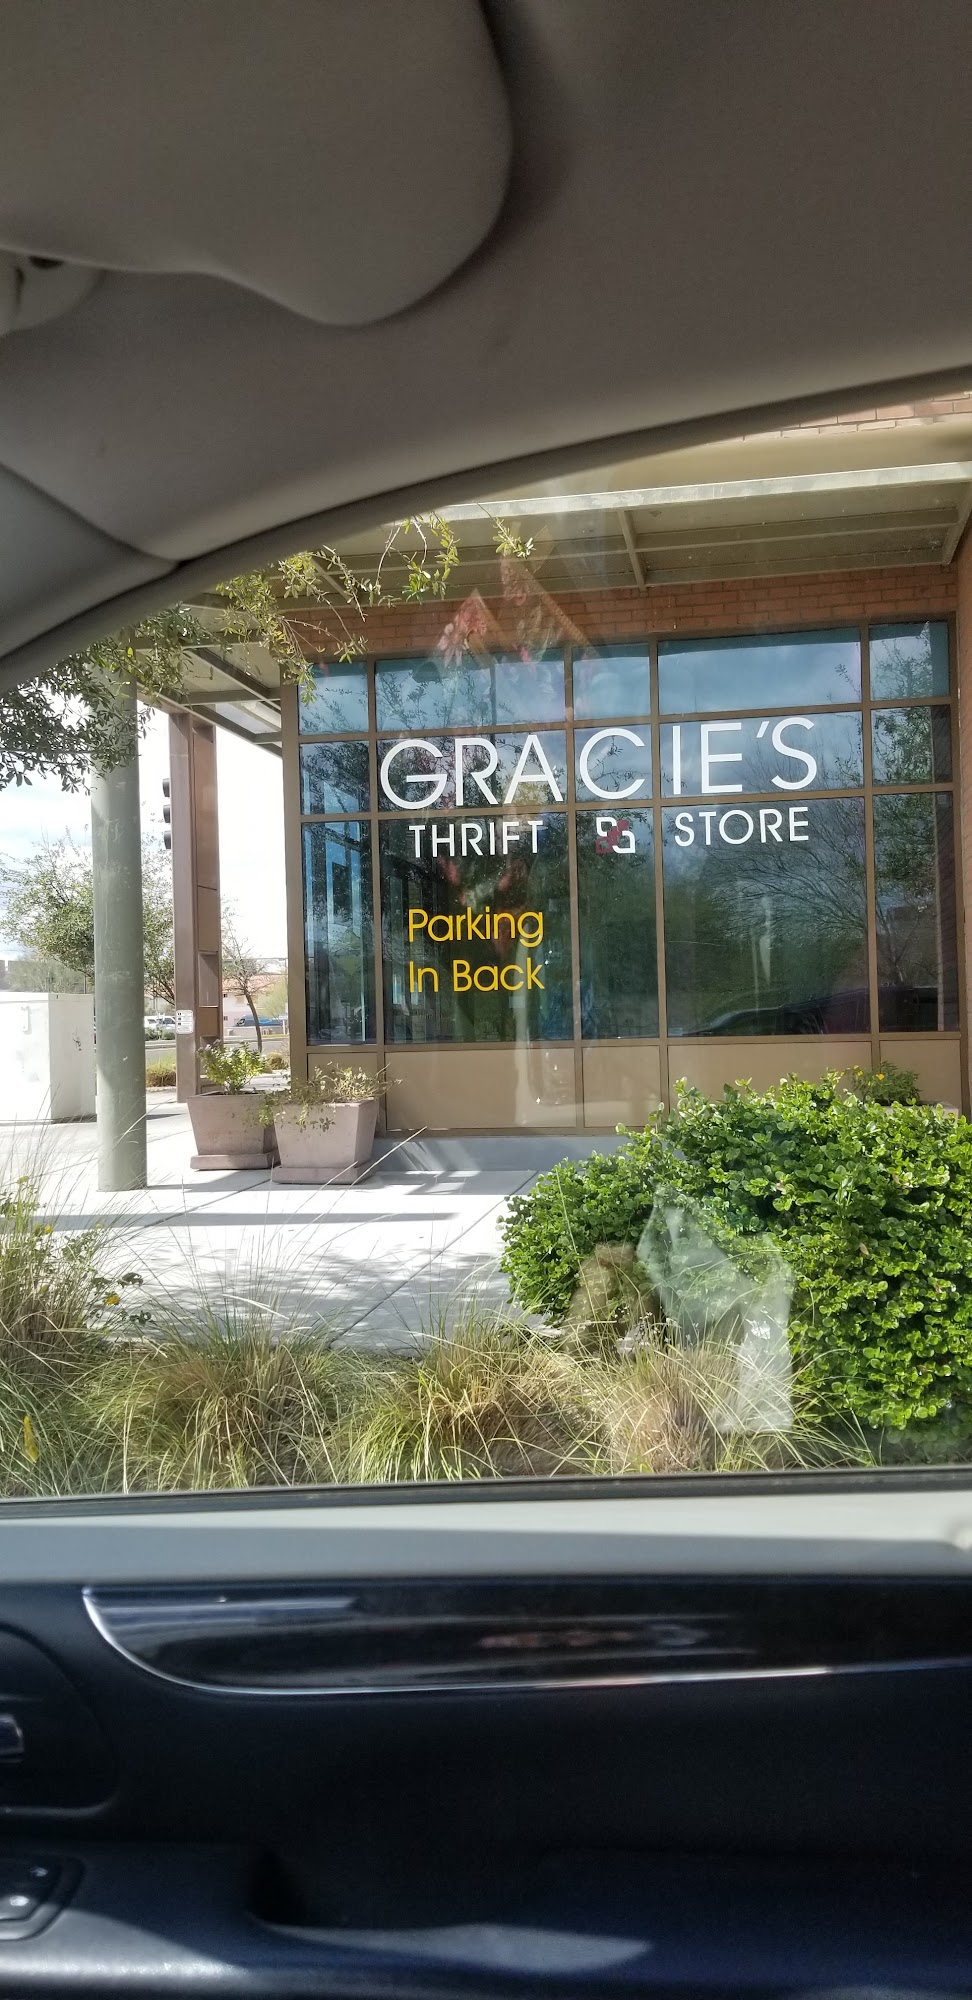 GRACIE'S
THRIFT STORE
Parking
In Back